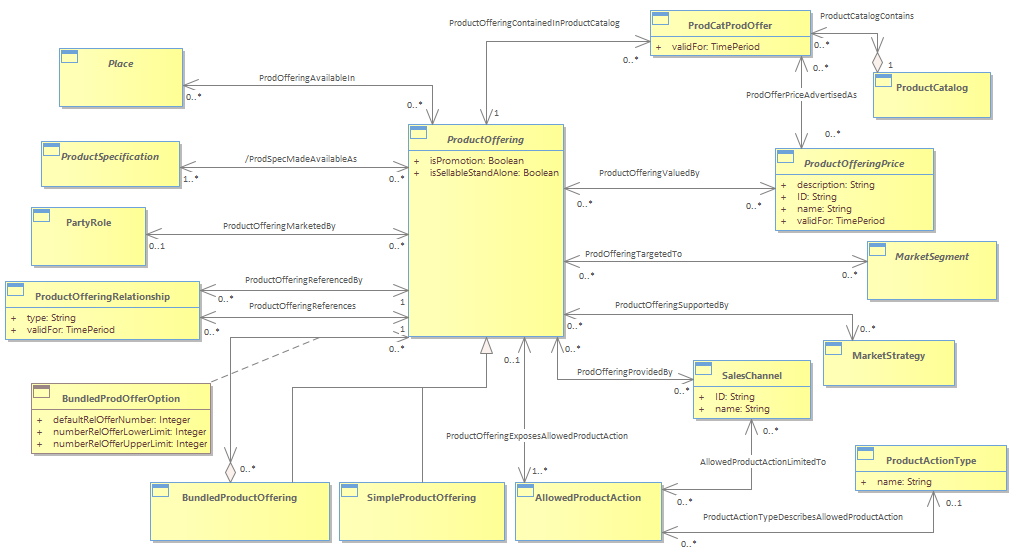 ProductOfferingContainedInProductCatalog
ProdCatProdOffer
+ validFor: TimePeriod
0..*
0..*
0..*
ProductCatalogContains
1
ProductCatalog
Place
ProdOfferingAvailableIn
0..*
0..*
1
ProdOfferPriceAdvertisedAs
0..*
ProductOffering
+ isPromotion: Boolean
+ isSellableStandAlone: Boolean
ProductSpecification
/ProdSpecMadeAvailableAs
1..*
0..*
ProductOfferingPrice
+ description: String
+ ID: String
+ name: String
+ validFor: TimePeriod
ProductOfferingValuedBy
0..*
0..*
PartyRole
ProductOfferingMarketedBy
0..1
0..*
ProdOfferingTargetedTo
0..*
0..*
MarketSegment
ProductOfferingRelationship
+ type: String
+ validFor: TimePeriod
ProductOfferingReferencedBy
0..*
1
ProductOfferingReferences
0..*
1
ProductOfferingSupportedBy
0..*
0..*
MarketStrategy
0..*
0..1
0..*
ProdOfferingProvidedBy
0..*
SalesChannel
+ ID: String
+ name: String
BundledProdOfferOption
+ defaultRelOfferNumber: Integer
+ numberRelOfferLowerLimit: Integer
+ numberRelOfferUpperLimit: Integer
0..*
ProductOfferingExposesAllowedProductAction
0..*
AllowedProductActionLimitedTo
1..*
ProductActionType
+ name: String
BundledProductOffering
SimpleProductOffering
AllowedProductAction
0..*
0..1
ProductActionTypeDescribesAllowedProductAction
0..*